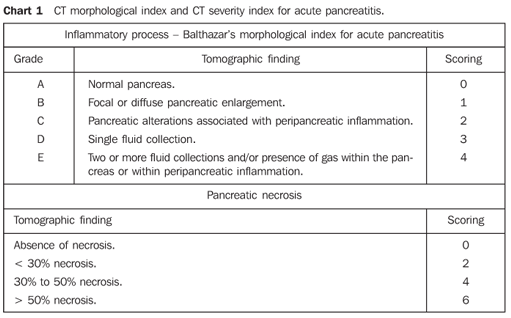 Chart 1 CT morphological index and CT severity index for acute pancreatitis.
Inflammatory process – Balthazar's morphological index for acute pancreatitis
Grade Tomographic finding Scoring
A Normal pancreas. 0
B Focal or diffuse pancreatic enlargement. 1
C Pancreatic alterations associated with peripancreatic inflammation. 2
D Single fluid collection. 3
E Two or more fluid collections and/or presence of gas within the pan- 4
creas or within peripancreatic inflammation.
Pancreatic necrosis
Tomographic finding Scoring
Absence of necrosis. 0
< 30% necrosis. 2
30% to 50% necrosis. 4
> 50% necrosis. 6